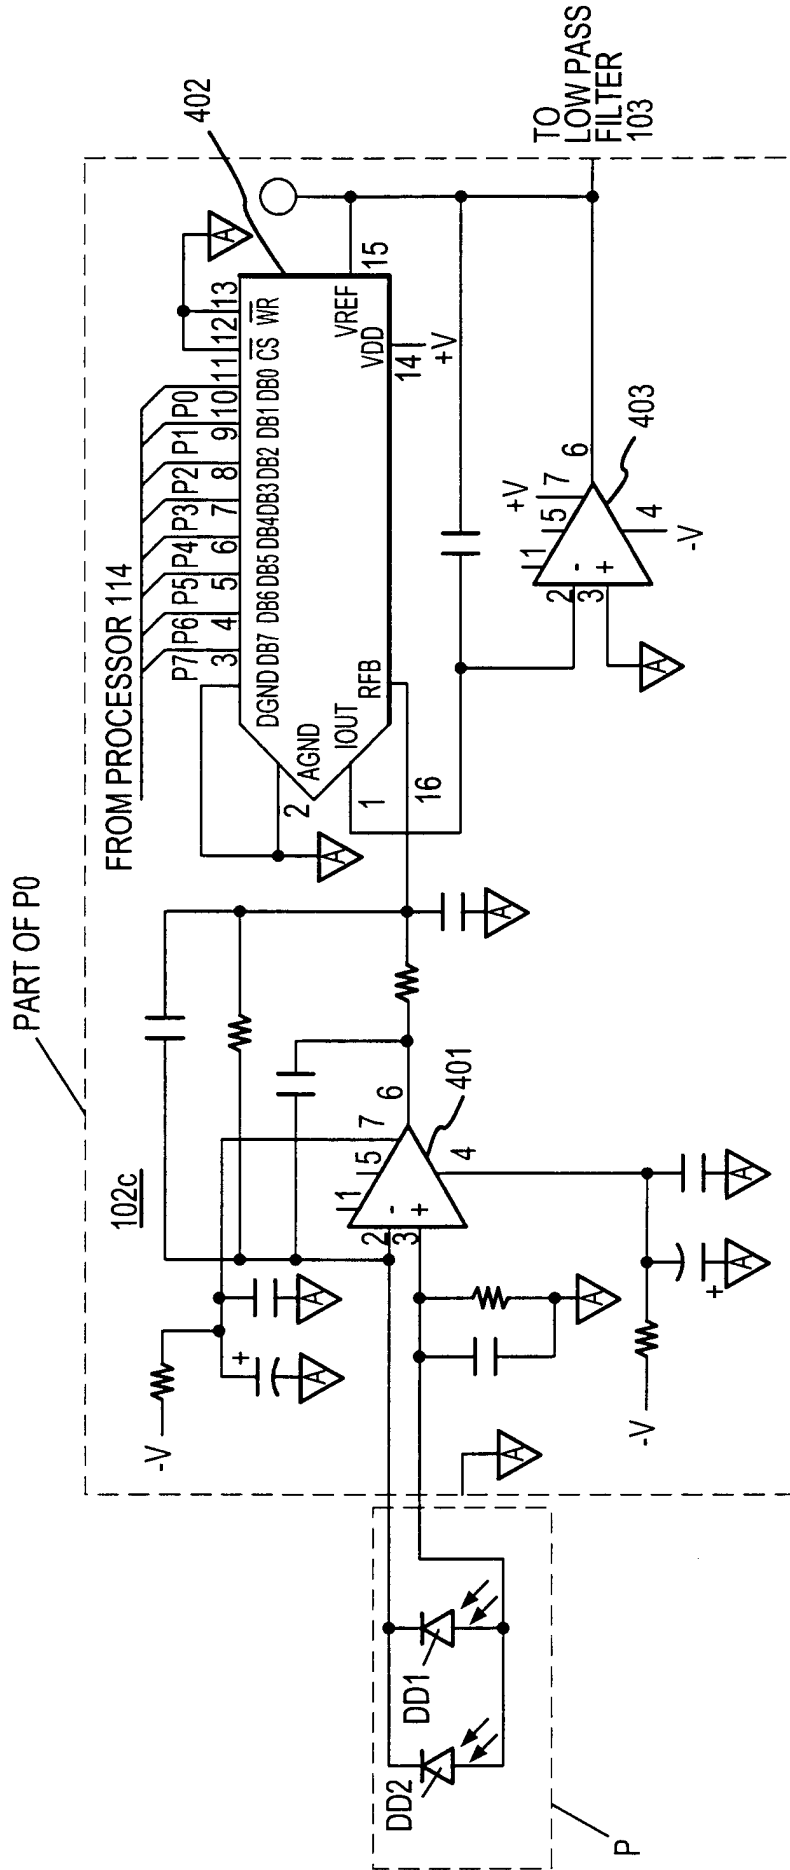 PART OF P0
102c
FROM PROCESSOR 114
P7 P6 P5 P4 P3 P2 P1 P0
3 4 5 6 7 8 9 10 11 12 13
DGND DB7 DB6 DB5 DB4 DB3 DB2 DB1 DB0 CS WR
402
A
2
AGND
IOUT
RFB
VREF
VDD
1
16
14
+V
15
A
-V
+
A
A
2
-
3
+
1
5
7
6
401
4
A
A
-V
+
A
A
A
2
-
3
+
1
5
+V
7
6
403
4
-V
A
TO
LOW PASS
FILTER
103
DD2
DD1
P